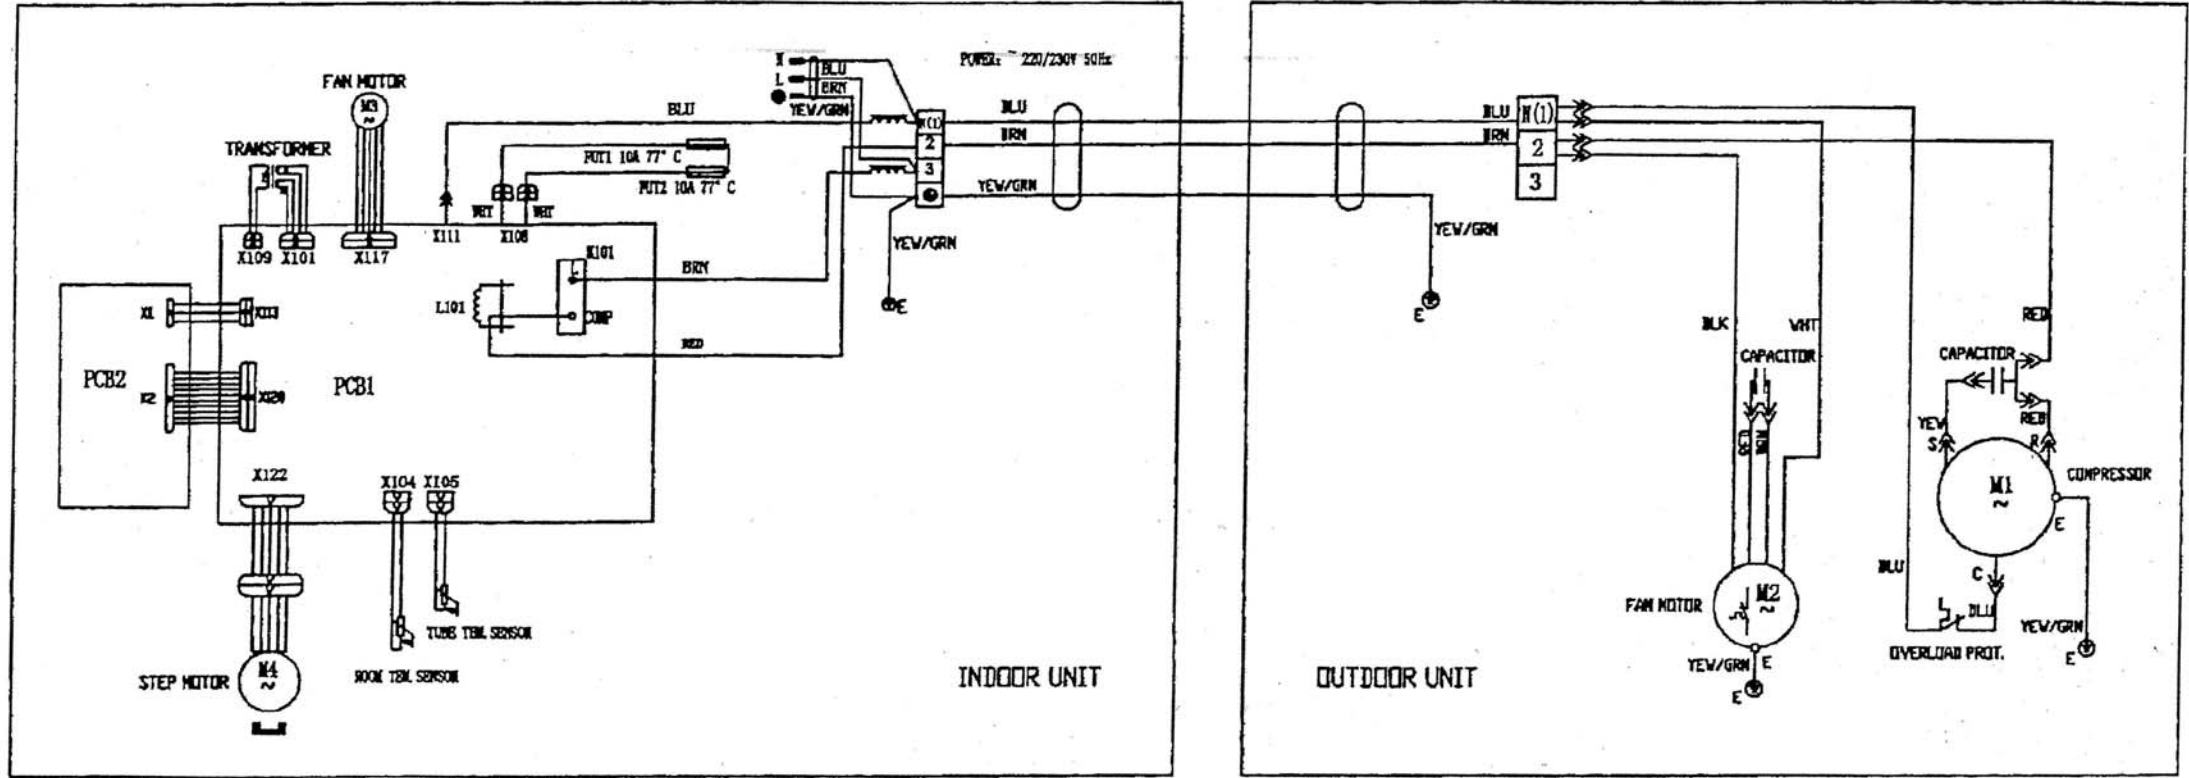 POWER: ~ 220/230V 50Hz
N
L
BLU
BRN
YEW/GRN
FAN MOTOR
M3
~
TRANSFORMER
BLU
FUT1 10A 77°C
FUT2 10A 77°C
WHT
WHT
X109
X101
X117
X111
X108
N(1)
2
3
BLU
BRN
YEW/GRN
YEW/GRN
E
K101
BRN
L101
COMP
RED
X1
X113
PCB2
X2
X120
PCB1
X122
X104
X105
TUBE TEM. SENSOR
ROOM TEM. SENSOR
STEP MOTOR
M4
~
INDOOR UNIT
BLU
BRN
N(1)
2
3
YEW/GRN
E
BLK
WHT
CAPACITOR
RED
FAN MOTOR
M2
~
YEW/GRN
E
E
CAPACITOR
RED
RED
YEW
S
R
M1
~
COMPRESSOR
E
C
BLU
BLU
OVERLOAD PROT.
YEW/GRN
E
OUTDOOR UNIT